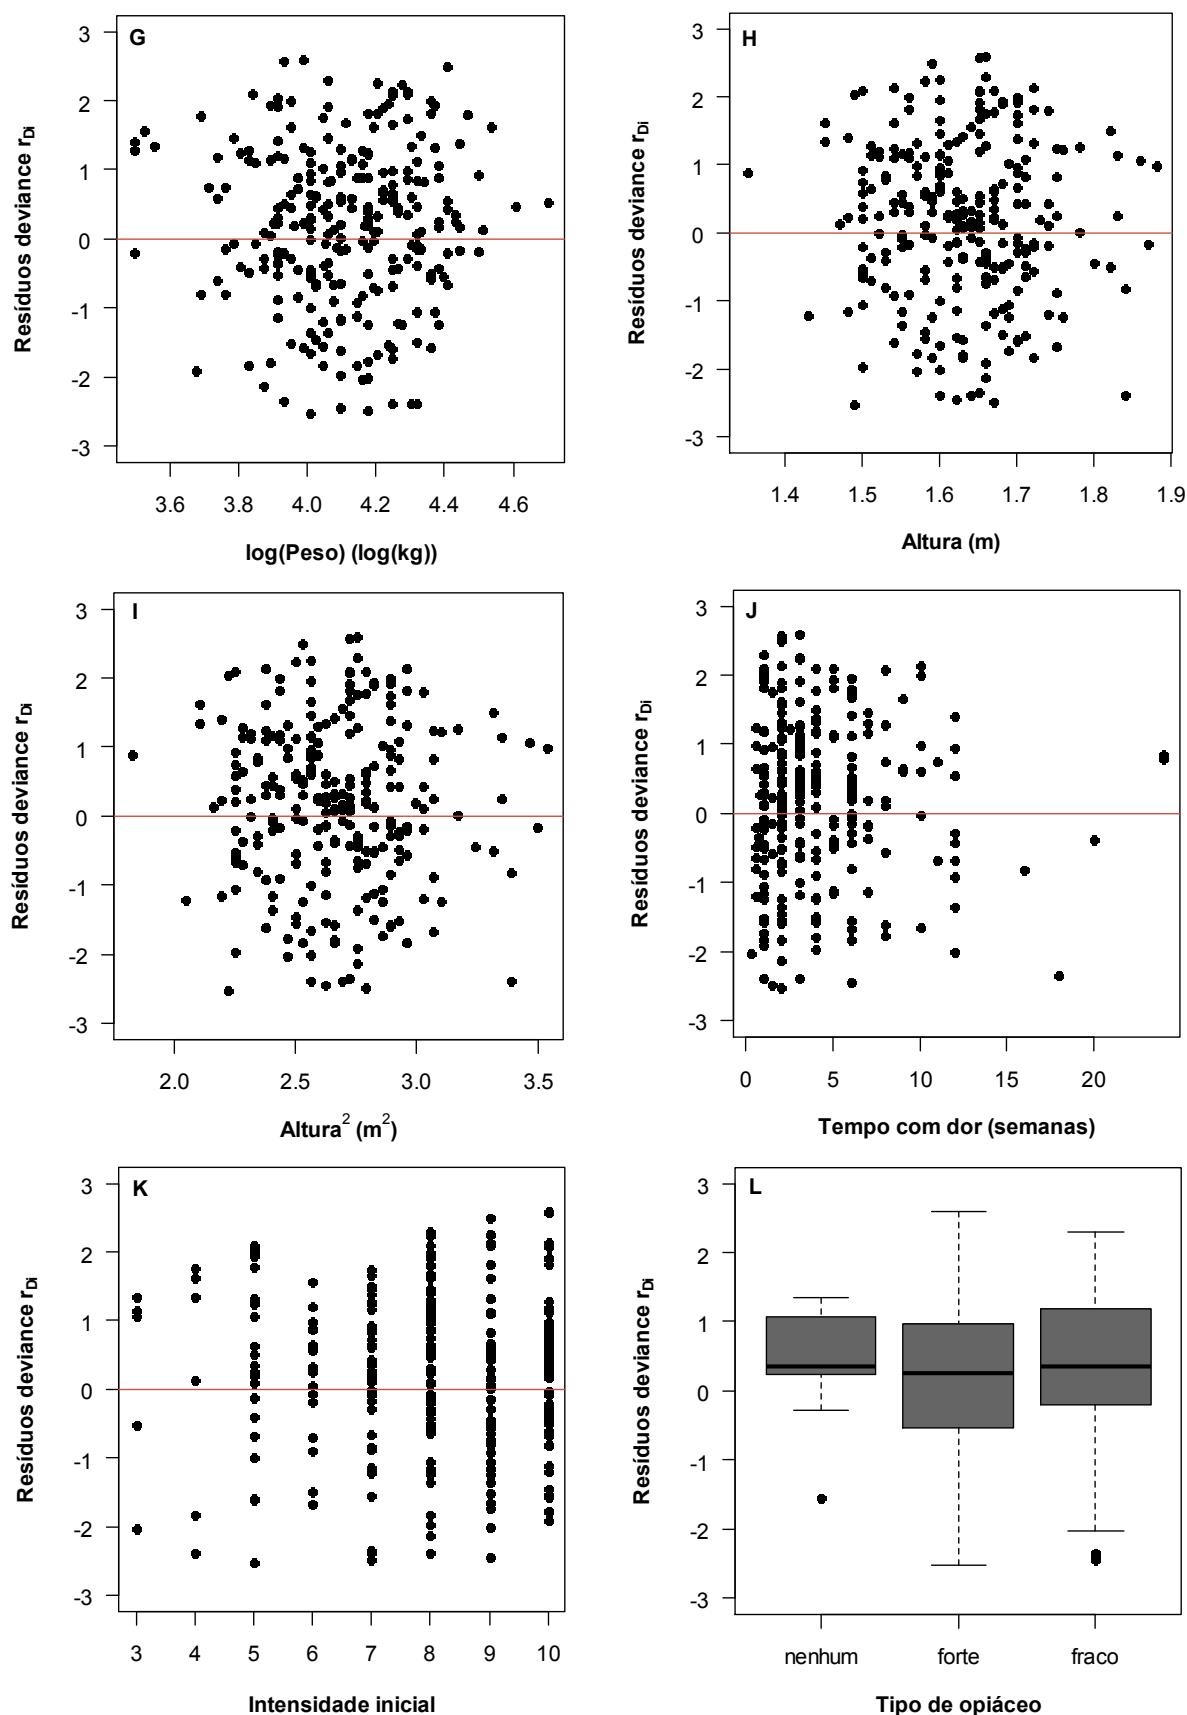 G
3
2
1
0
-1
-2
-3
Resíduos deviance rDi
3.6 3.8 4.0 4.2 4.4 4.6
log(Peso) (log(kg))
H
3
2
1
0
-1
-2
-3
Resíduos deviance rDi
1.4 1.5 1.6 1.7 1.8 1.9
Altura (m)
I
3
2
1
0
-1
-2
-3
Resíduos deviance rDi
2.0 2.5 3.0 3.5
Altura² (m²)
J
3
2
1
0
-1
-2
-3
Resíduos deviance rDi
0 5 10 15 20
Tempo com dor (semanas)
K
3
2
1
0
-1
-2
-3
Resíduos deviance rDi
3 4 5 6 7 8 9 10
Intensidade inicial
L
3
2
1
0
-1
-2
-3
Resíduos deviance rDi
nenhum forte fraco
Tipo de opiáceo